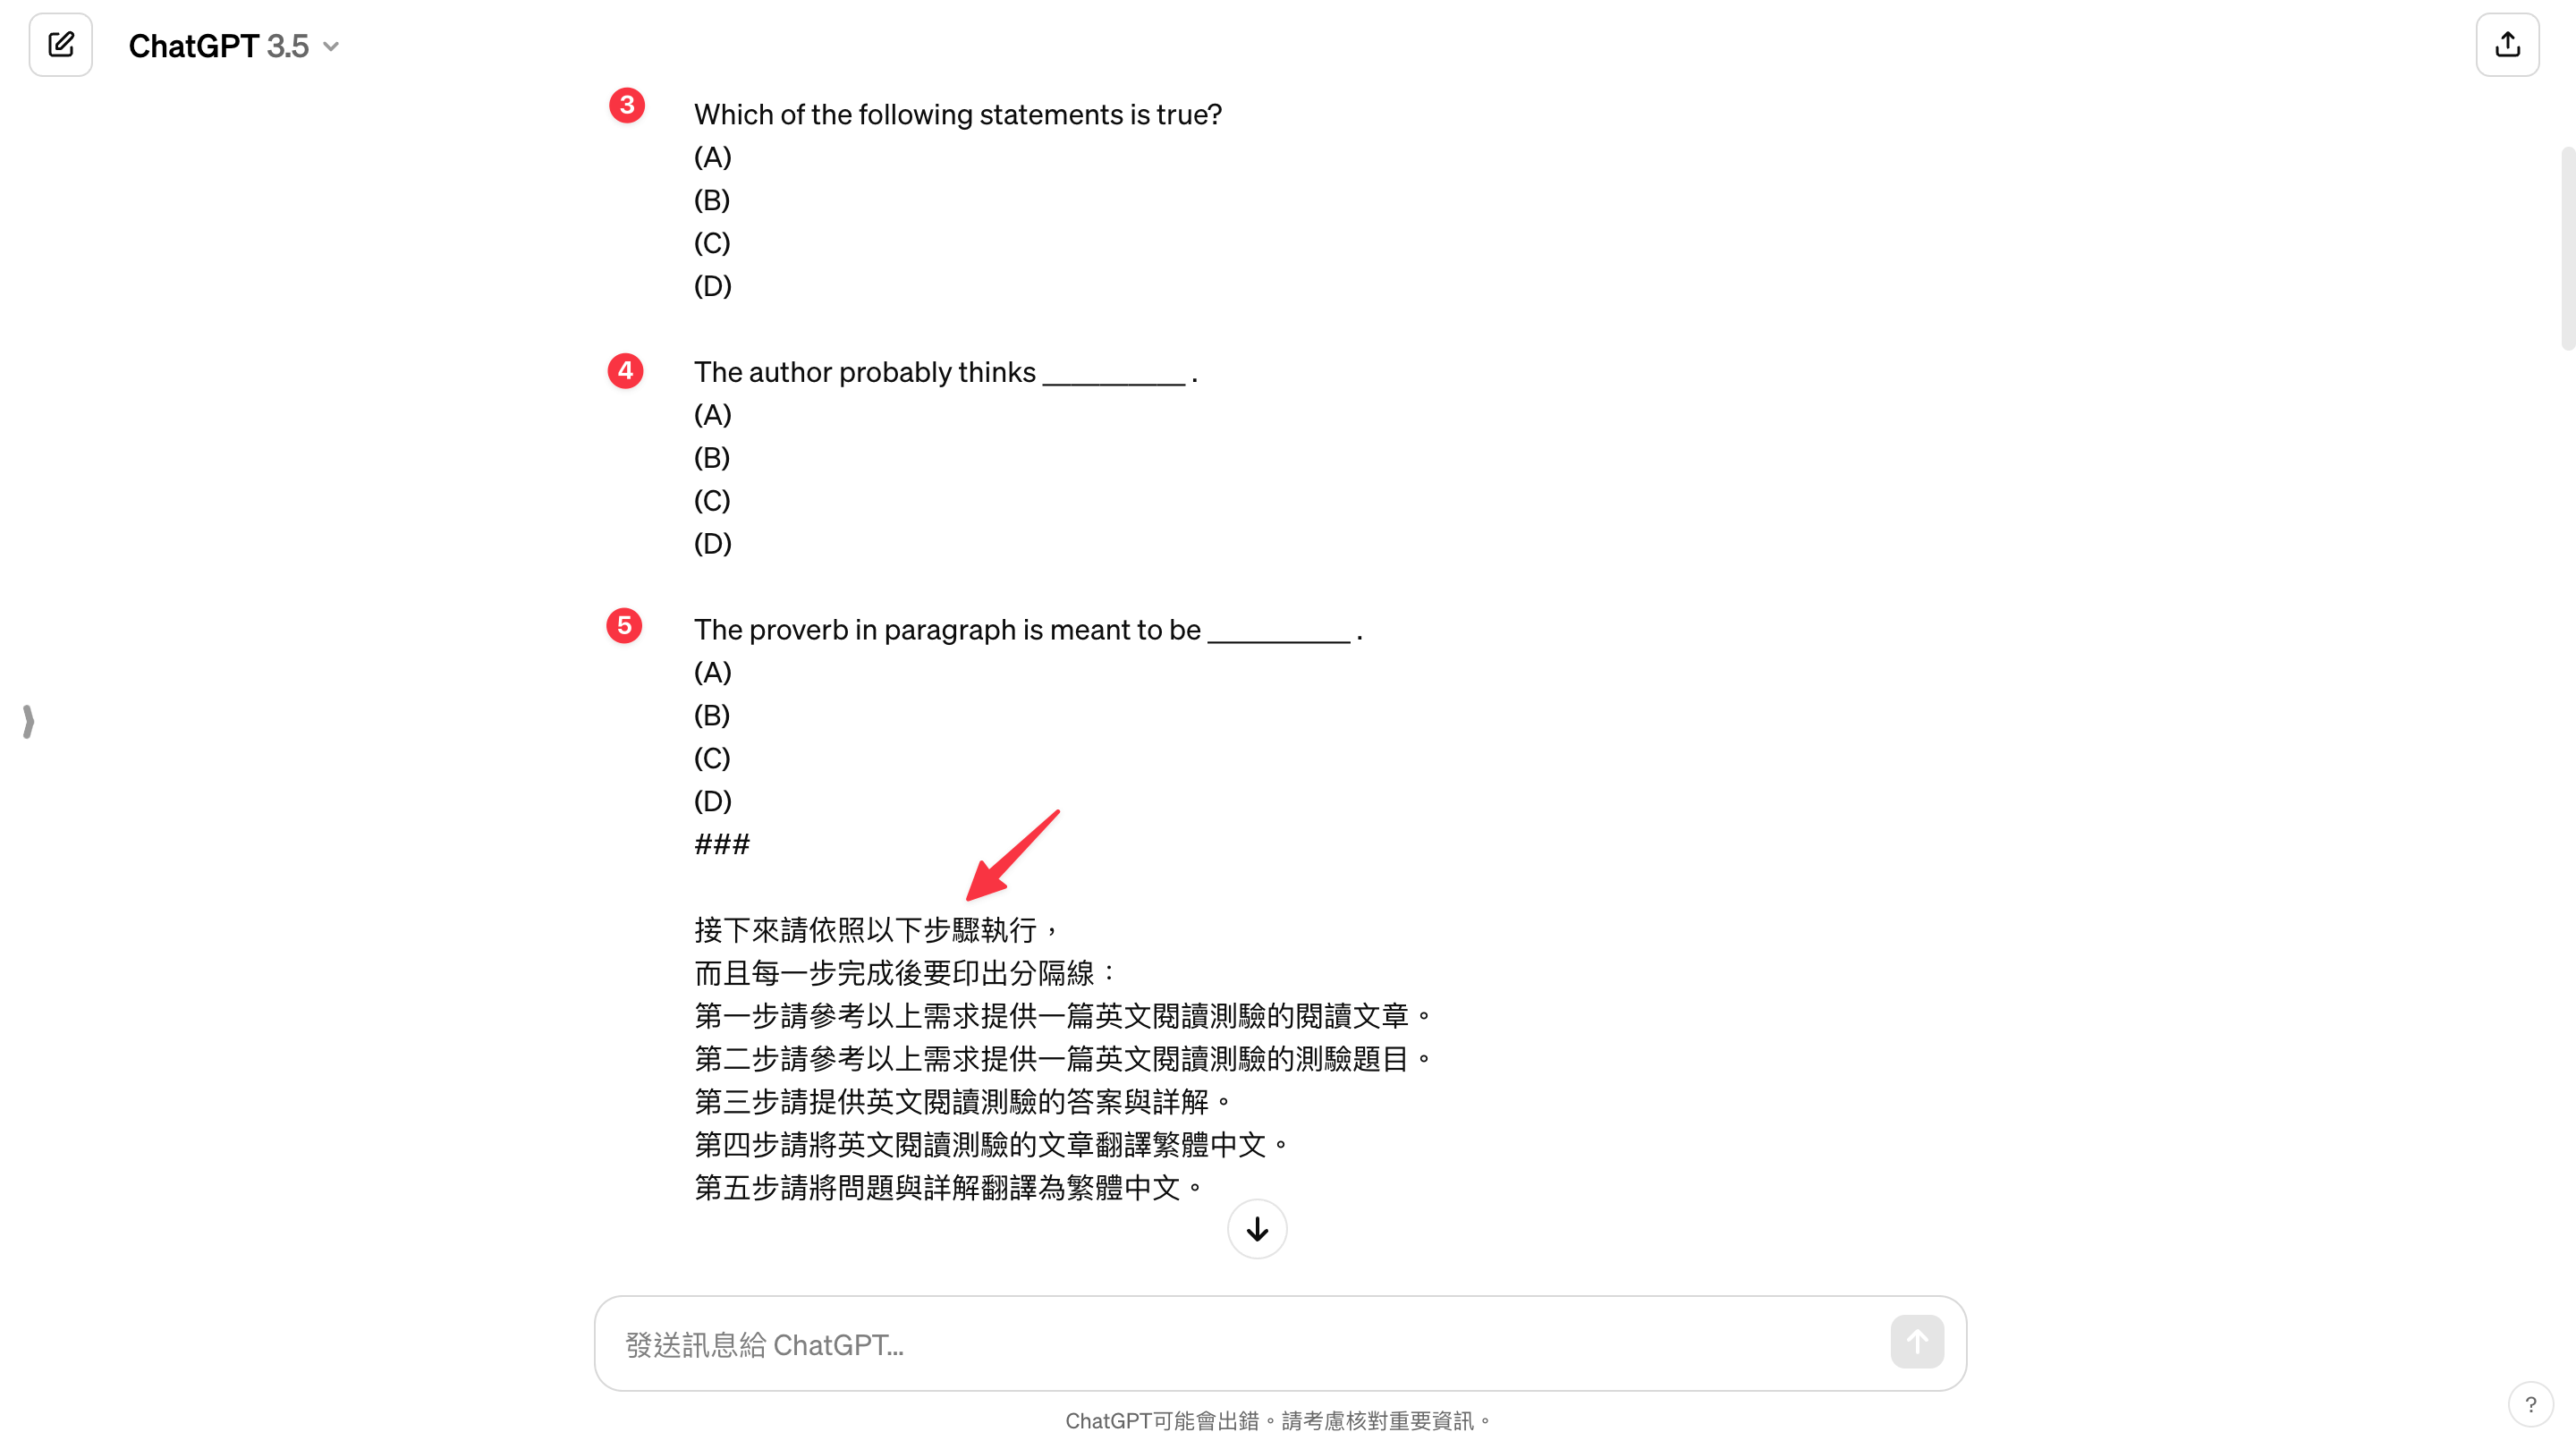 ChatGPT 3.5
3 Which of the following statements is true?
(A)
(B)
(C)
(D)
4 The author probably thinks __________ .
(A)
(B)
(C)
(D)
5 The proverb in paragraph is meant to be __________ .
(A)
(B)
(C)
(D)
###
接下來請依照以下步驟執行，
而且每一步完成後要印出分隔線：
第一步請參考以上需求提供一篇英文閱讀測驗的閱讀文章。
第二步請參考以上需求提供一篇英文閱讀測驗的測驗題目。
第三步請提供英文閱讀測驗的答案與詳解。
第四步請將英文閱讀測驗的文章翻譯繁體中文。
第五步請將問題與詳解翻譯為繁體中文。
發送訊息給 ChatGPT...
ChatGPT可能會出錯。請考慮核對重要資訊。
?